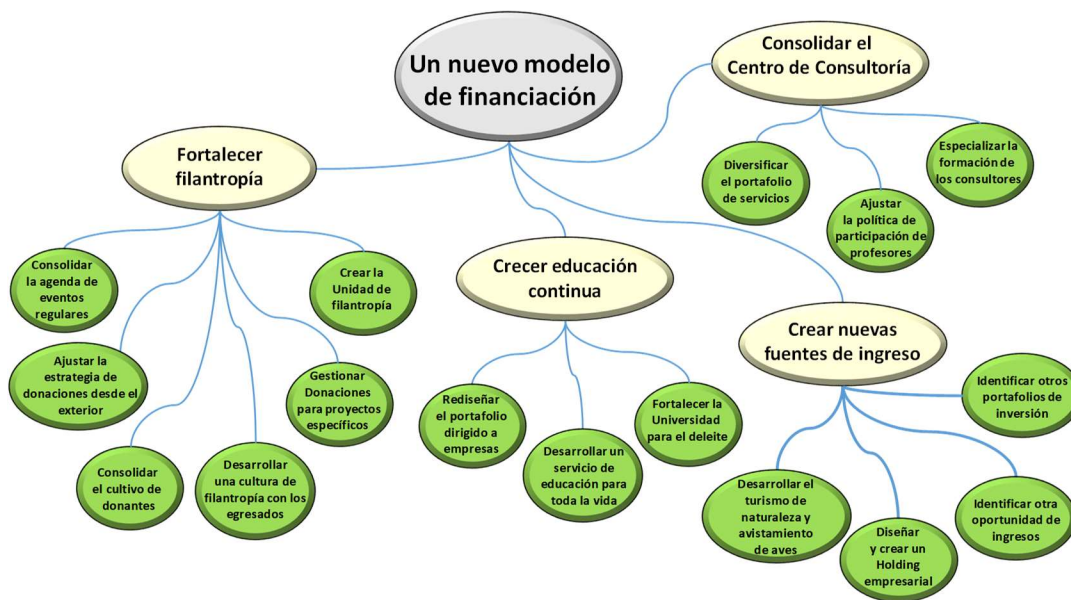 Un nuevo modelo
de financiación
Consolidar el
Centro de Consultoría
Diversificar
el portafolio
de servicios
Ajustar
la política de
participación de
profesores
Especializar la
formación de
los consultores
Fortalecer
filantropía
Consolidar
la agenda de
eventos
regulares
Ajustar la
estrategia de
donaciones desde el
exterior
Consolidar
el cultivo de
donantes
Desarrollar
una cultura de
filantropía con los
egresados
Gestionar
Donaciones
para proyectos
específicos
Crear la
Unidad de
filantropía
Crecer educación
continua
Rediseñar
el portafolio
dirigido a
empresas
Desarrollar un
servicio de
educación para
toda la vida
Fortalecer la
Universidad
para el deleite
Crear nuevas
fuentes de ingreso
Desarrollar el
turismo de
naturaleza y
avistamiento
de aves
Diseñar
y crear un
Holding
empresarial
Identificar otra
oportunidad de
ingresos
Identificar otros
portafolios de
inversión